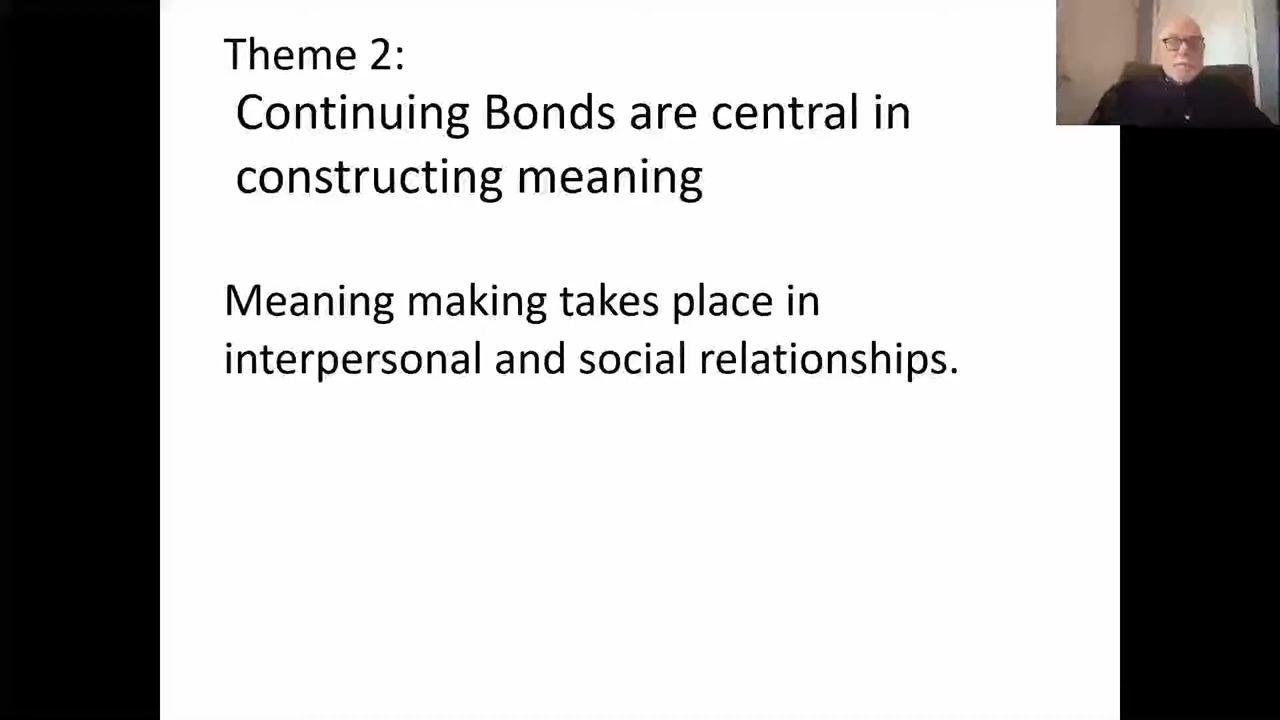 Theme 2:
Continuing Bonds are central in
constructing meaning
Meaning making takes place in
interpersonal and social relationships.